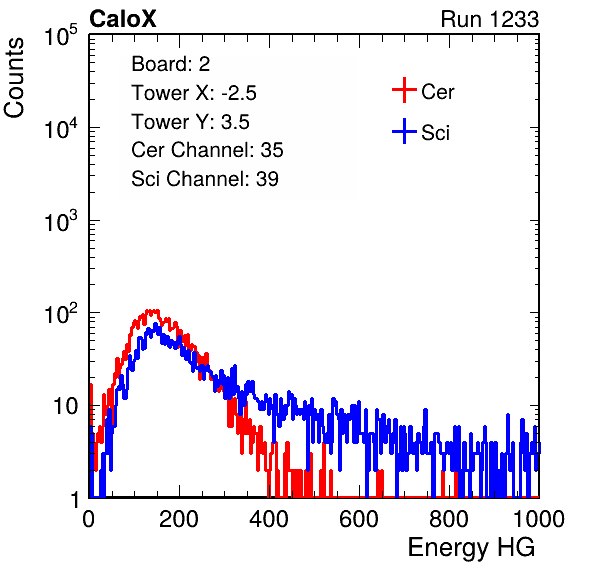 CaloX Run 1233
Counts
Board: 2
Tower X: -2.5
Tower Y: 3.5
Cer Channel: 35
Sci Channel: 39
Cer
Sci
10^5
10^4
10^3
10^2
10
1
0 200 400 600 800 1000
Energy HG